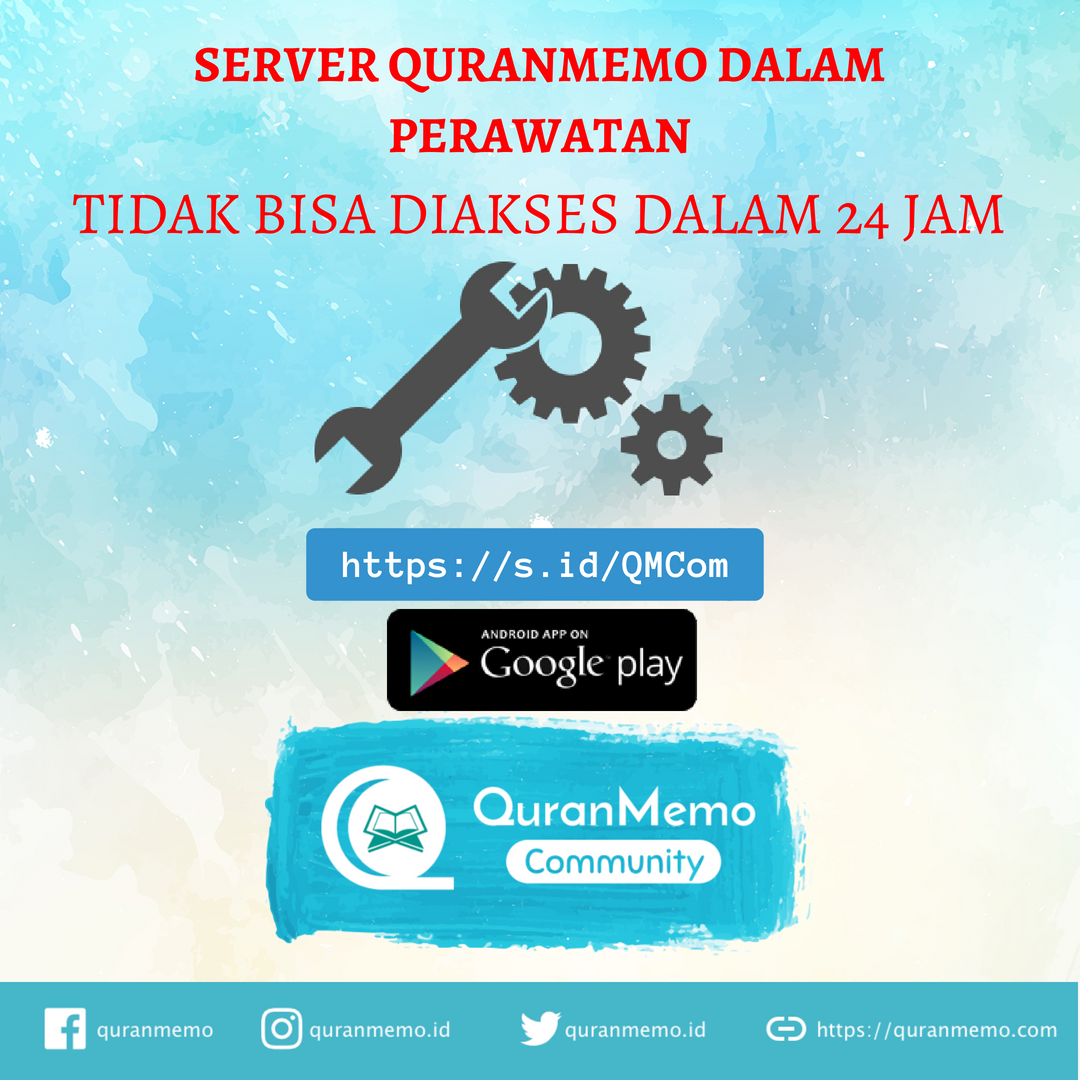 SERVER QURANMEMO DALAM
PERAWATAN
TIDAK BISA DIAKSES DALAM 24 JAM
https://s.id/QMCom
ANDROID APP ON
Google play
QuranMemo
Community
quranmemo quranmemo.id quranmemo.id https://quranmemo.com